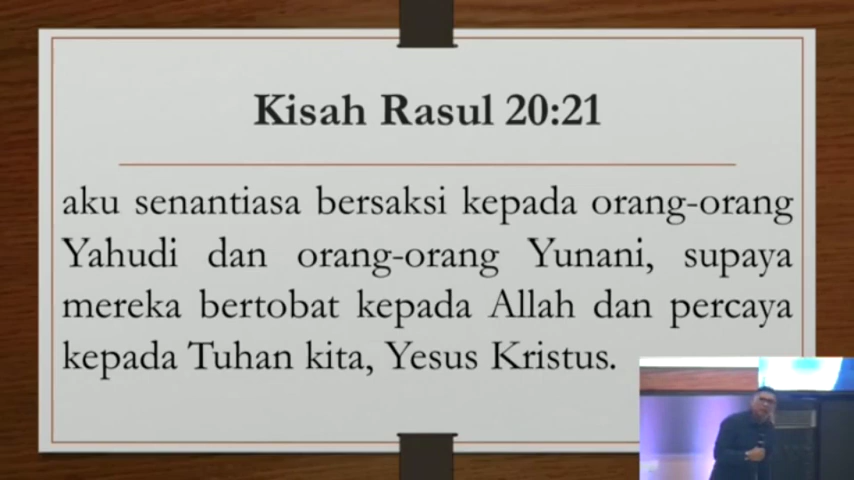 Kisah Rasul 20:21
aku senantiasa bersaksi kepada orang-orang
Yahudi dan orang-orang Yunani, supaya
mereka bertobat kepada Allah dan percaya
kepada Tuhan kita, Yesus Kristus.